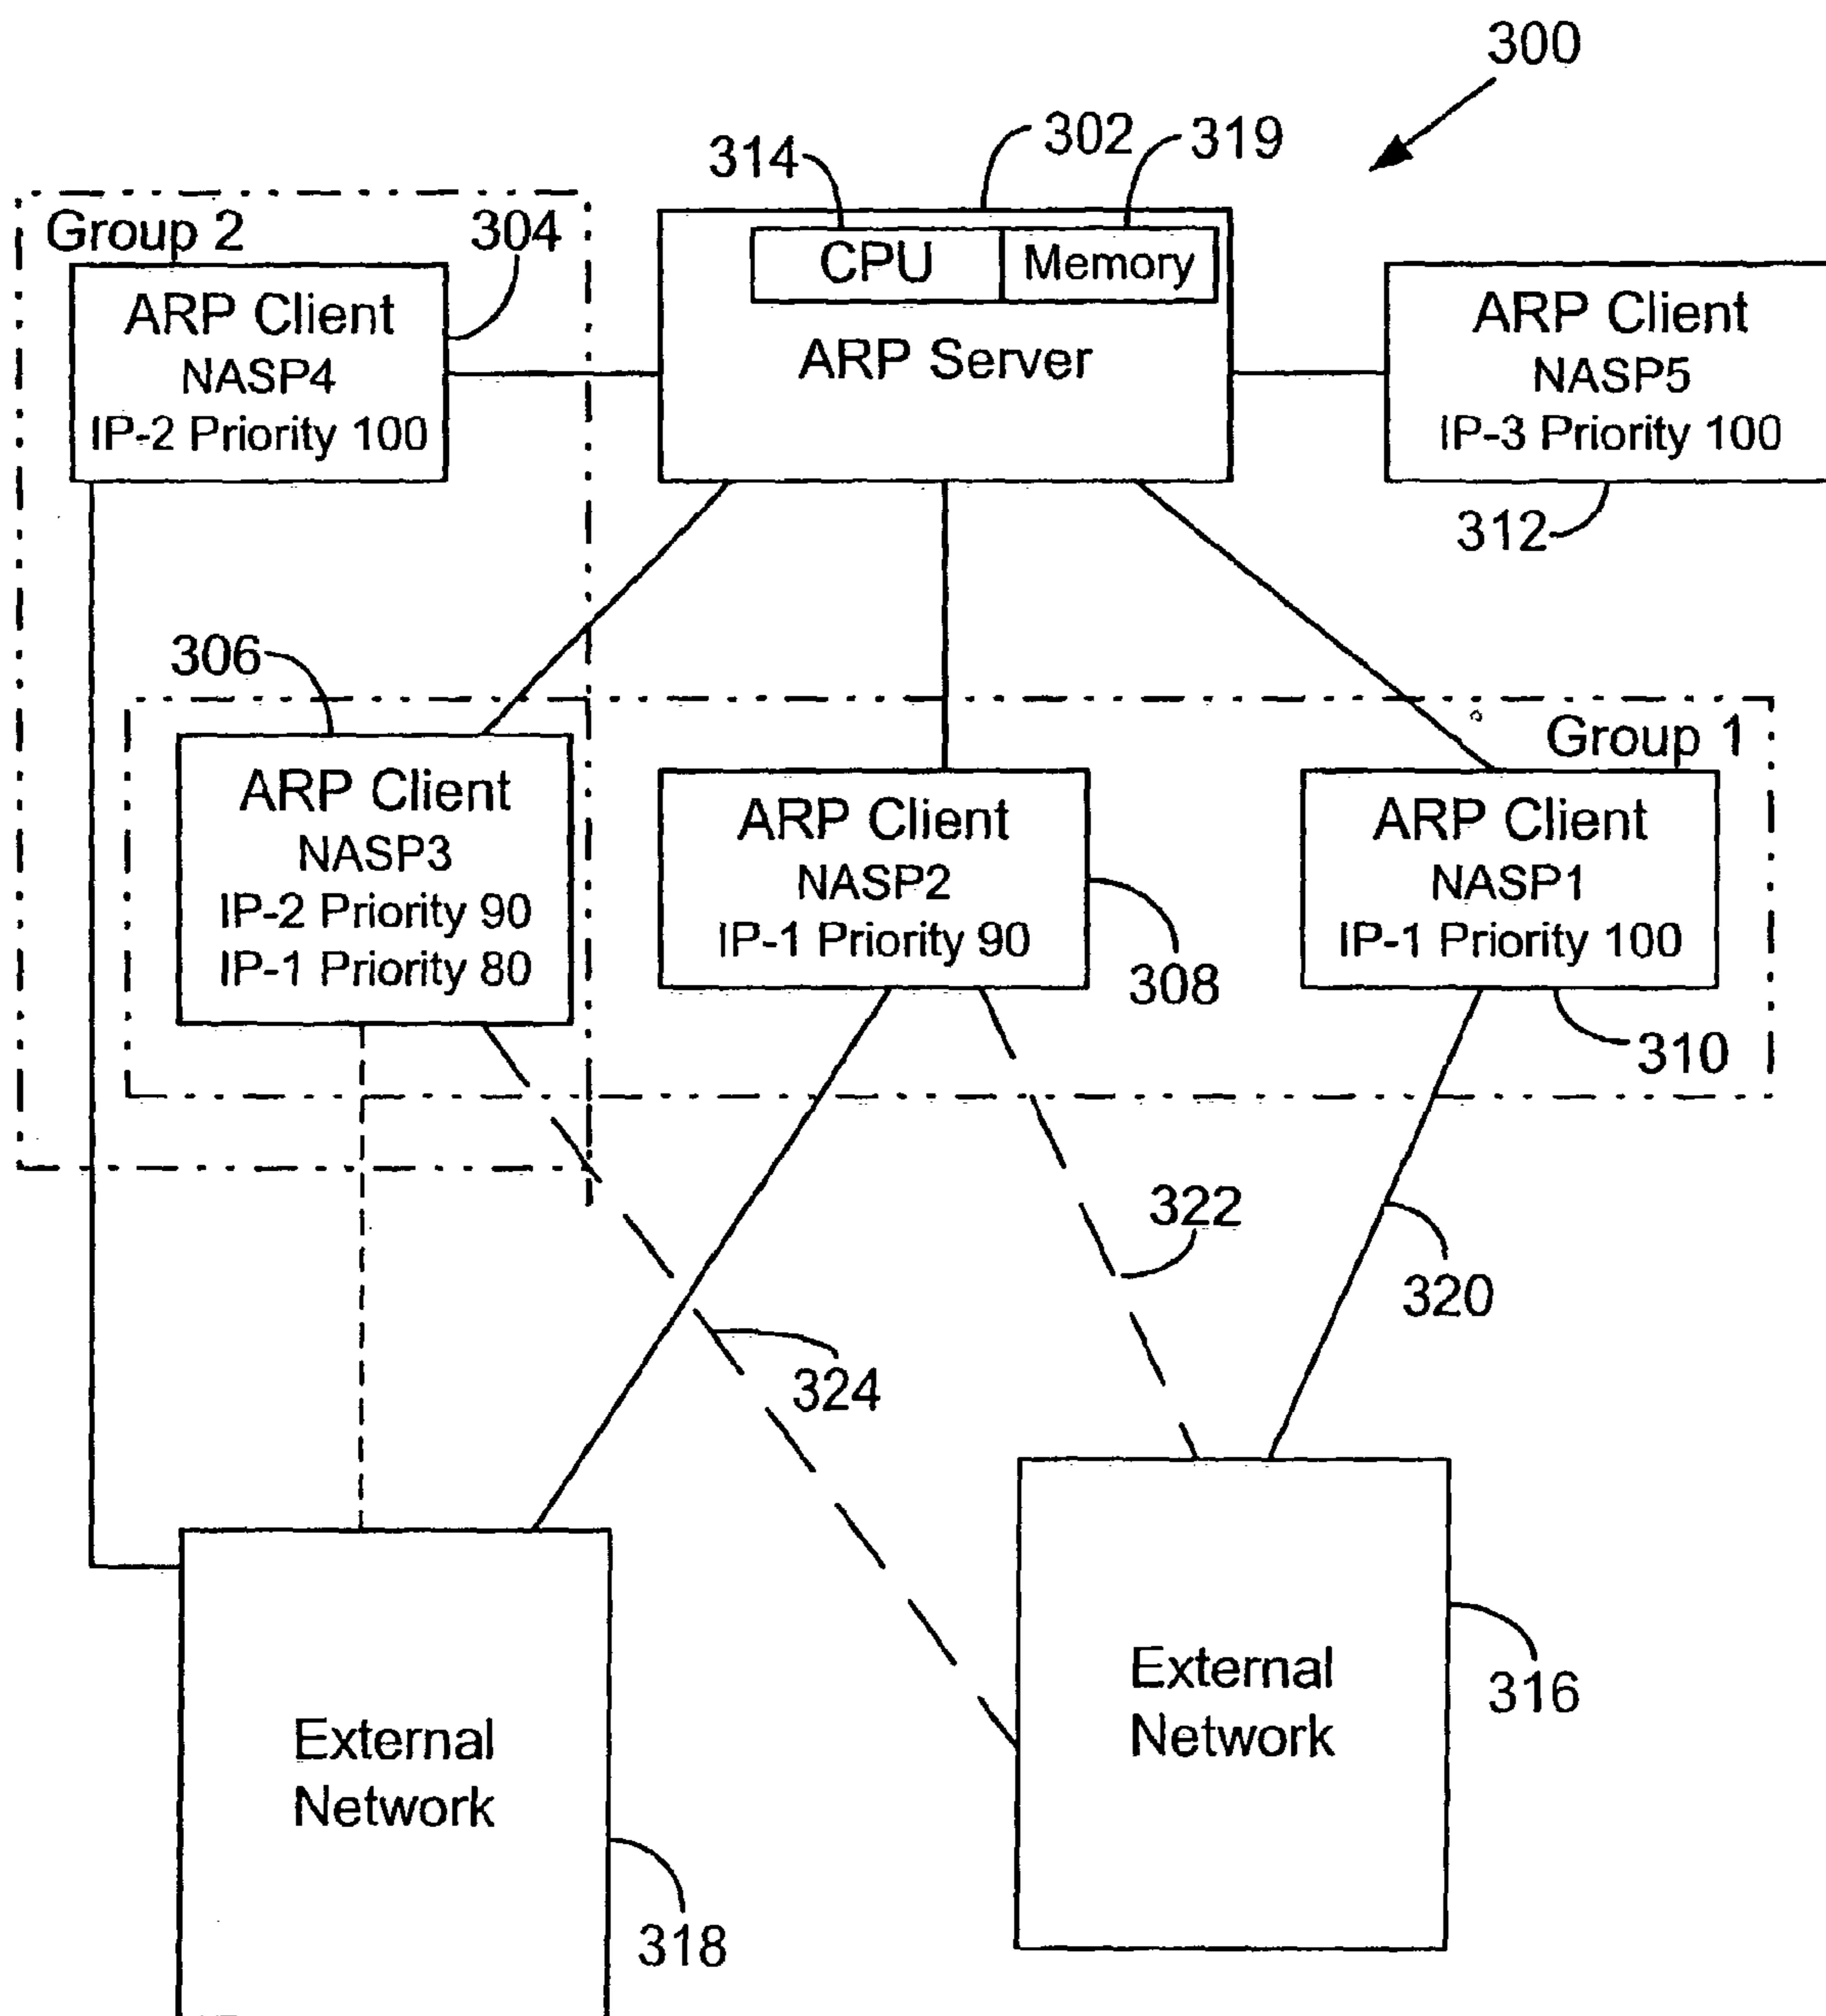 300
302
319
314
Group 2
304
CPU
Memory
ARP Client
NASP4
IP-2 Priority 100
ARP Server
ARP Client
NASP5
IP-3 Priority 100
312
306
Group 1
ARP Client
NASP3
IP-2 Priority 90
IP-1 Priority 80
ARP Client
NASP2
IP-1 Priority 90
308
ARP Client
NASP1
IP-1 Priority 100
310
322
320
324
External
Network
316
External
Network
318